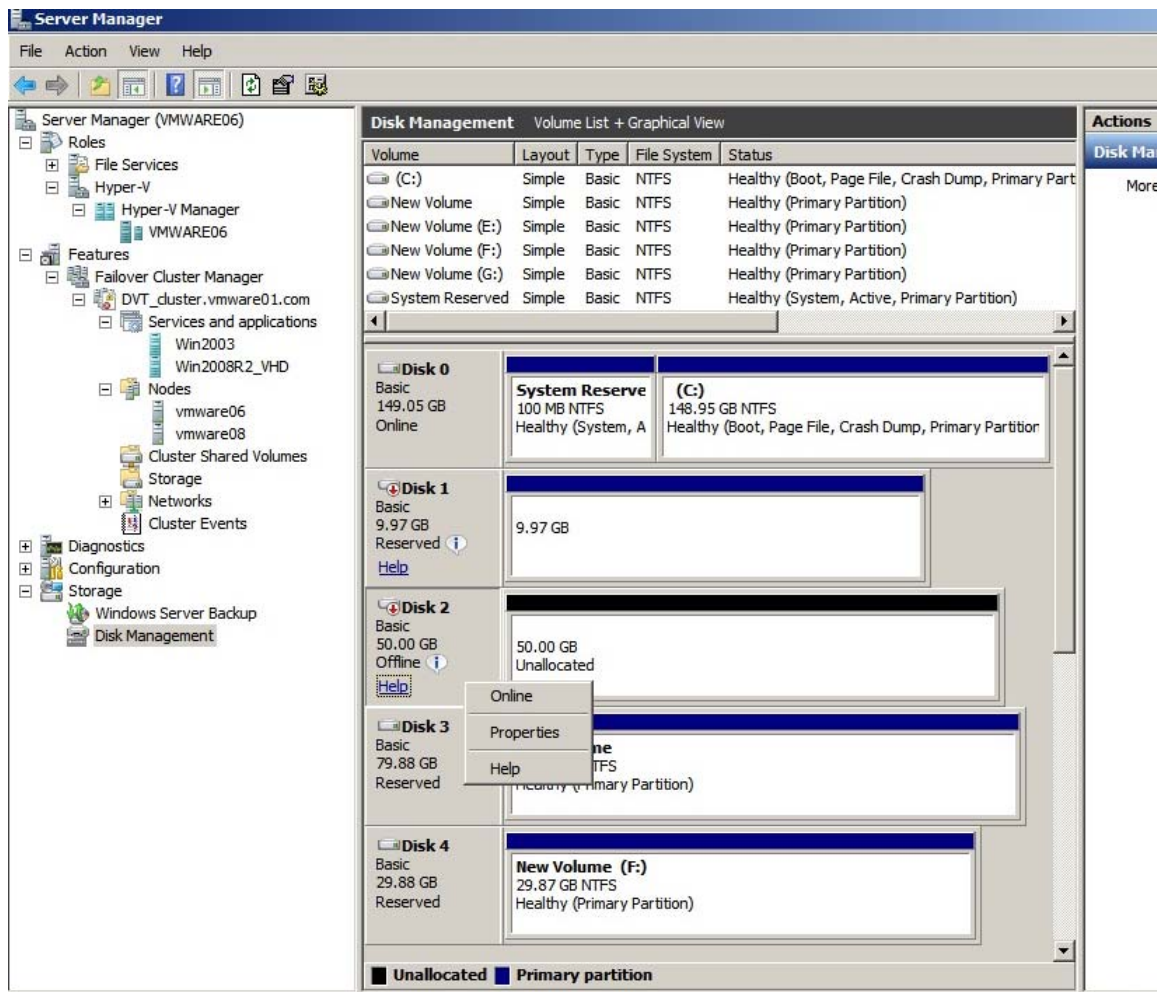 Server Manager
File Action View Help
Server Manager (VMWARE06)
Roles
File Services
Hyper-V
Hyper-V Manager
VMWARE06
Features
Failover Cluster Manager
DVT_cluster.vmware01.com
Services and applications
Win2003
Win2008R2_VHD
Nodes
vmware06
vmware08
Cluster Shared Volumes
Storage
Networks
Cluster Events
Diagnostics
Configuration
Storage
Windows Server Backup
Disk Management
Disk Management Volume List + Graphical View
Volume Layout Type File System Status
(C:) Simple Basic NTFS Healthy (Boot, Page File, Crash Dump, Primary Part
New Volume Simple Basic NTFS Healthy (Primary Partition)
New Volume (E:) Simple Basic NTFS Healthy (Primary Partition)
New Volume (F:) Simple Basic NTFS Healthy (Primary Partition)
New Volume (G:) Simple Basic NTFS Healthy (Primary Partition)
System Reserved Simple Basic NTFS Healthy (System, Active, Primary Partition)
Disk 0
Basic
149.05 GB
Online
System Reserve
100 MB NTFS
Healthy (System, A
(C:)
148.95 GB NTFS
Healthy (Boot, Page File, Crash Dump, Primary Partition
Disk 1
Basic
9.97 GB
Reserved
Help
9.97 GB
Disk 2
Basic
50.00 GB
Offline
Help
50.00 GB
Unallocated
Online
Properties
Help
Disk 3
Basic
79.88 GB
Reserved
Partition)
Disk 4
Basic
29.88 GB
Reserved
New Volume (F:)
29.87 GB NTFS
Healthy (Primary Partition)
Unallocated Primary partition
Actions
Disk Ma
More